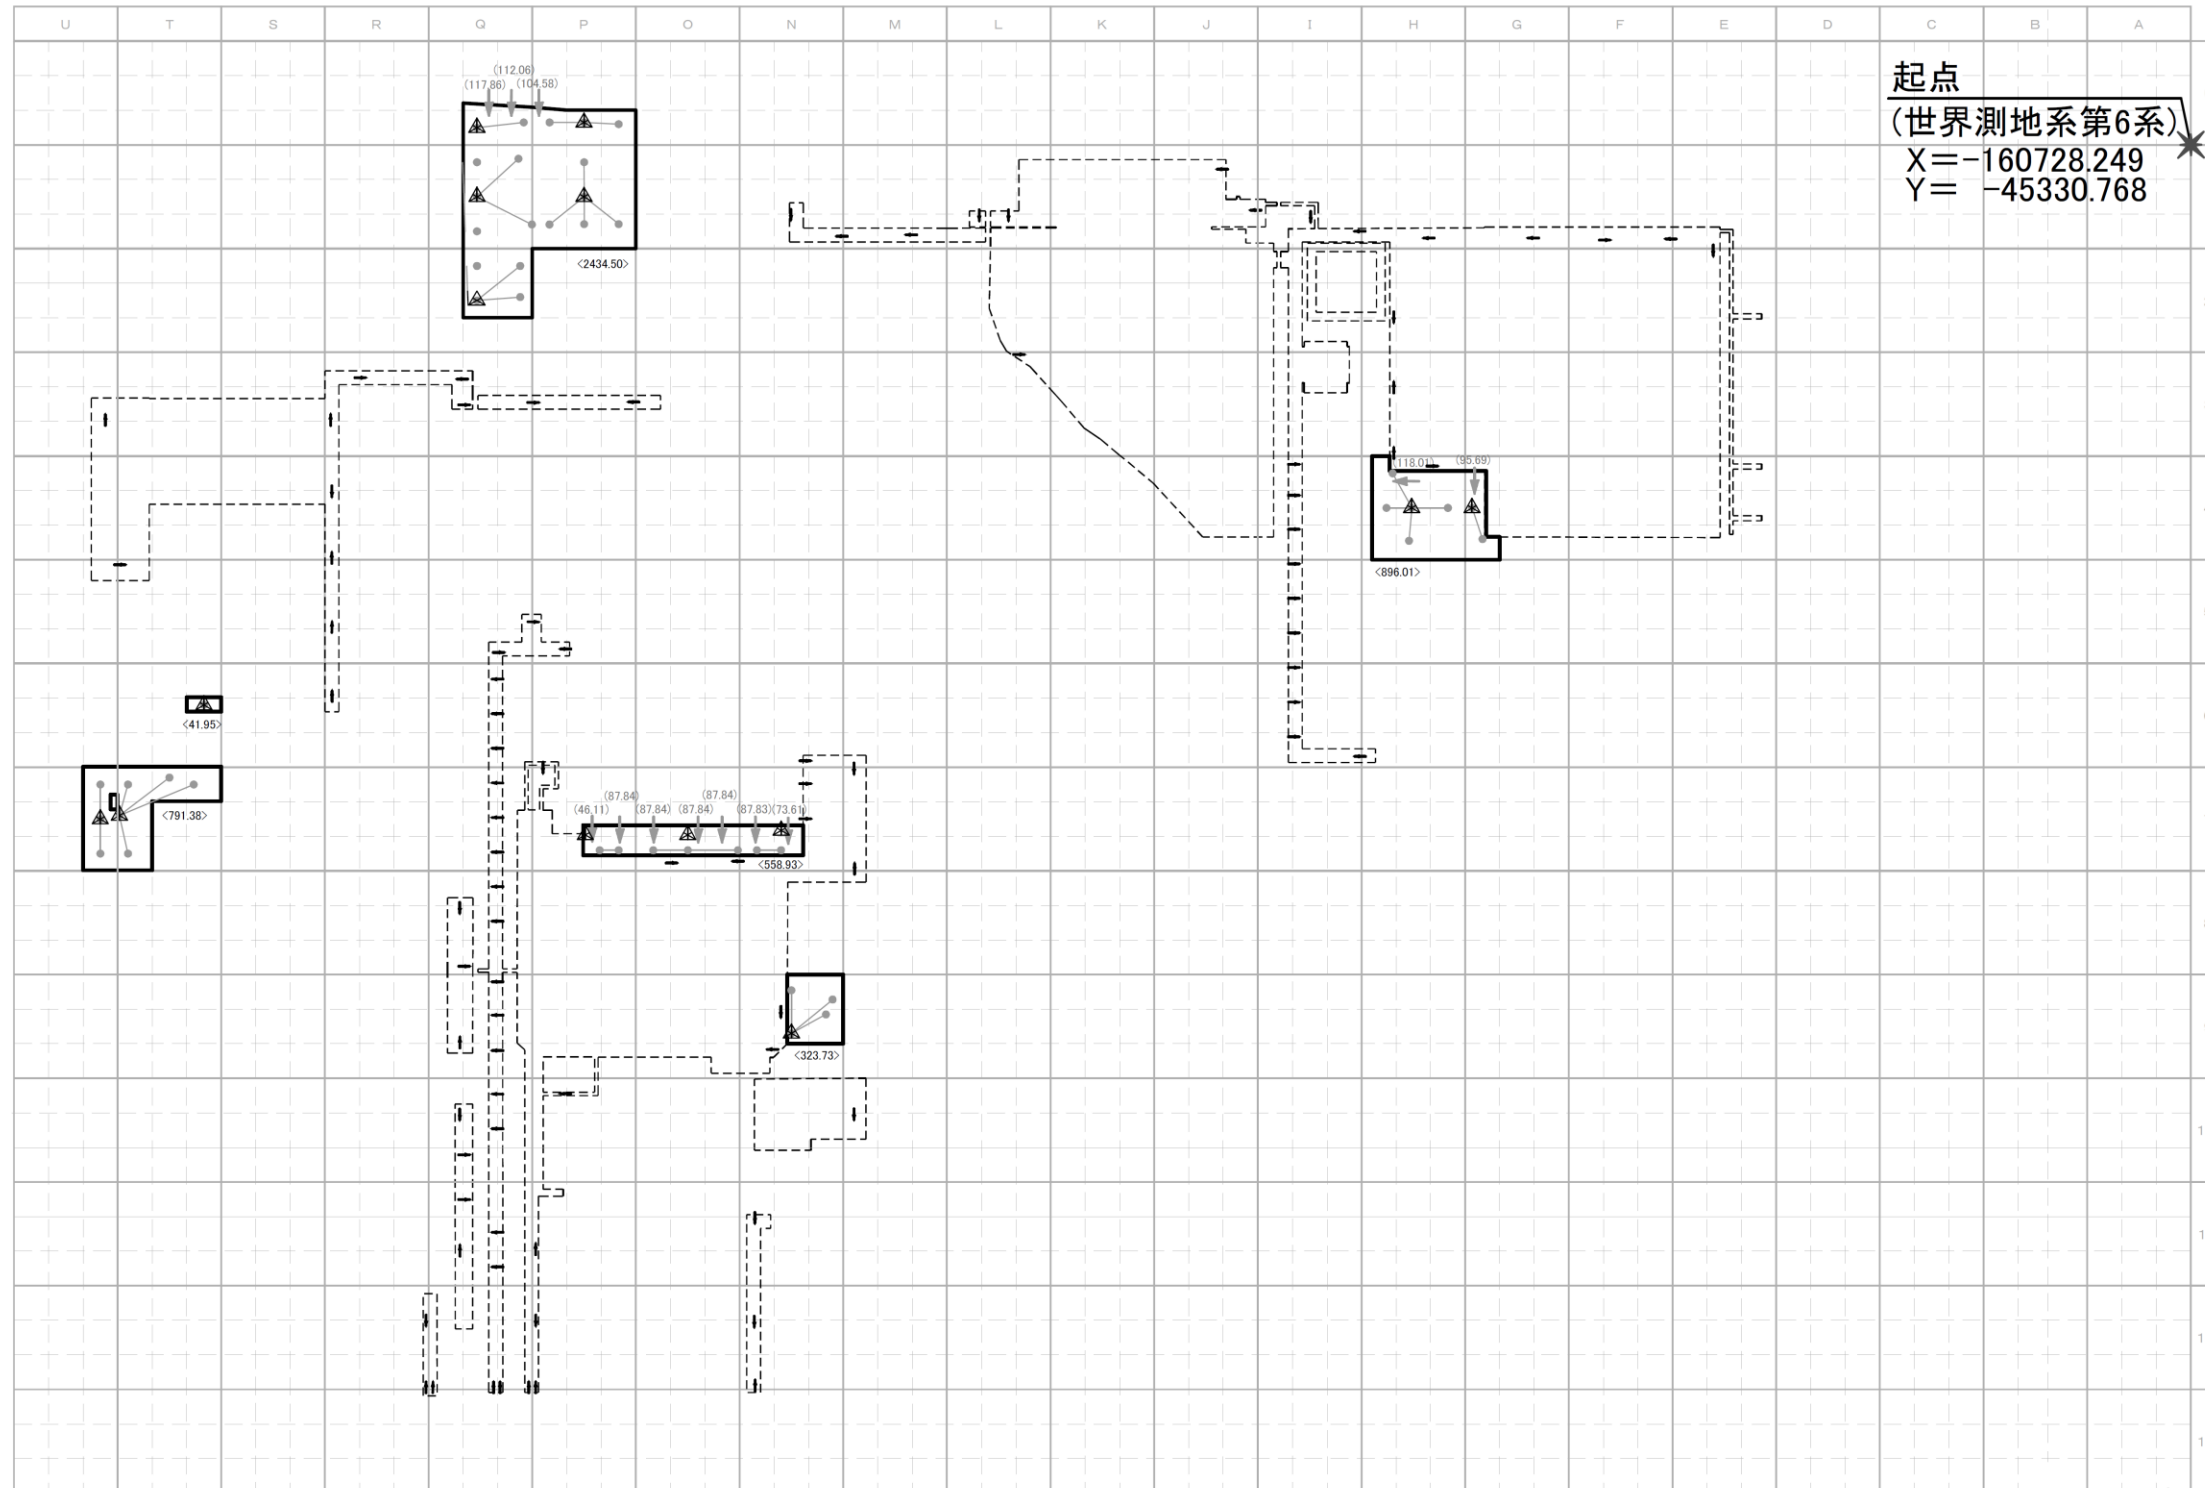 U T S R Q P O N M L K J I H G F E D C B A
起点
(世界測地系第6系)
X=-160728.249
Y= -45330.768
(112.06)
(117.86) (104.58)
<2434.50>
(118.01) (95.69)
<896.01>
<41.95>
<791.38>
(87.84) (87.84)
(46.11) (87.84) (87.84) (87.83) (73.61)
<558.93>
<323.73>